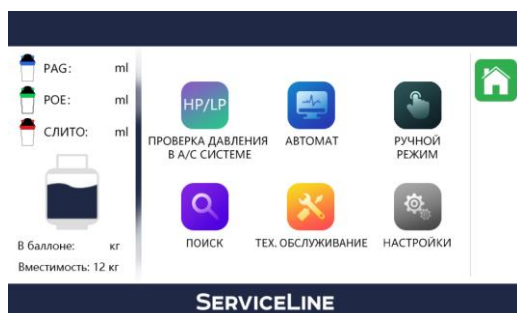 PAG: ml
POE: ml
СЛИТО: ml
В баллоне: кг
Вместимость: 12 кг
HP/LP
ПРОВЕРКА ДАВЛЕНИЯ
В A/C СИСТЕМЕ
АВТОМАТ
РУЧНОЙ
РЕЖИМ
ПОИСК
ТЕХ. ОБСЛУЖИВАНИЕ
НАСТРОЙКИ
SERVICELINE